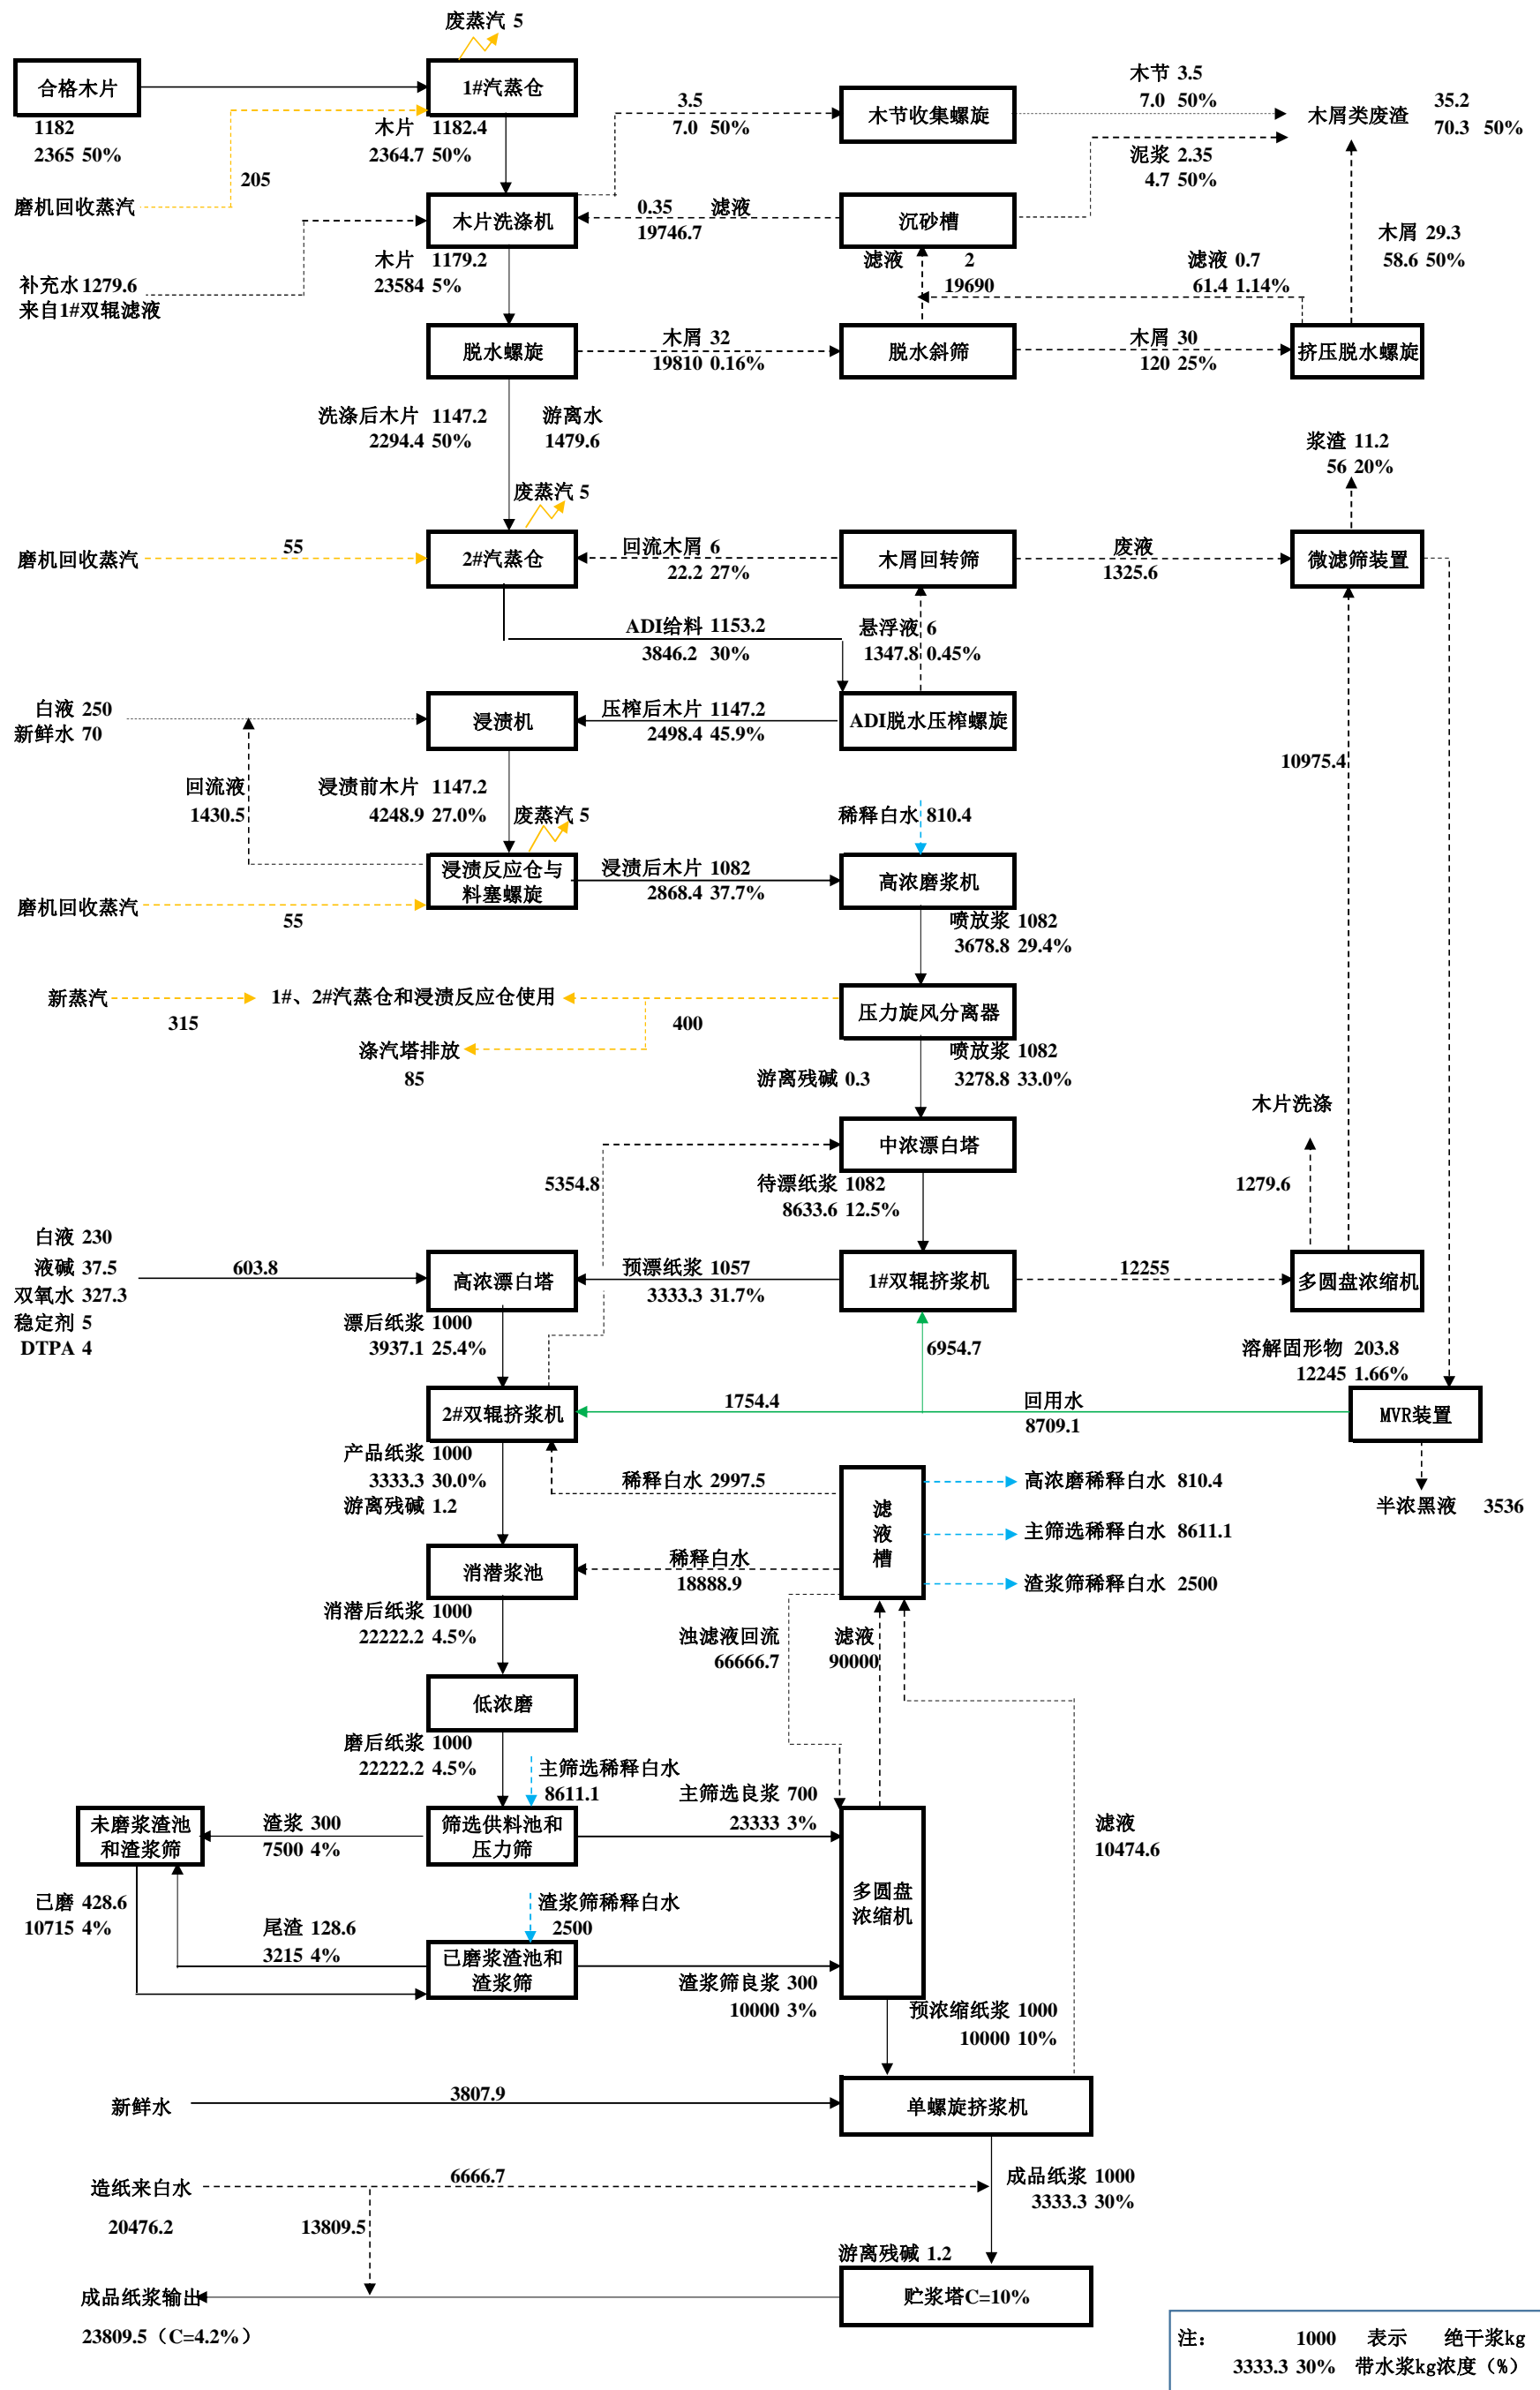 废蒸汽 5
合格木片
1#汽蒸仓
1182
2365 50%
木片 1182.4
2364.7 50%
3.5
7.0 50%
木节收集螺旋
木节 3.5
7.0 50%
木屑类废渣
35.2
70.3 50%
205
磨机回收蒸汽
木片洗涤机
0.35 滤液
19746.7
沉砂槽
泥浆 2.35
4.7 50%
补充水 1279.6
来自1#双辊滤液
木片 1179.2
23584 5%
滤液 2
19690
滤液 0.7
61.4 1.14%
木屑 29.3
58.6 50%
脱水螺旋
木屑 32
19810 0.16%
脱水斜筛
木屑 30
120 25%
挤压脱水螺旋
洗涤后木片 1147.2
2294.4 50%
游离水
1479.6
浆渣 11.2
56 20%
废蒸汽 5
磨机回收蒸汽
55
2#汽蒸仓
回流木屑 6
22.2 27%
木屑回转筛
废液
1325.6
微滤筛装置
ADI给料 1153.2
3846.2 30%
悬浮液 6
1347.8 0.45%
白液 250
新鲜水 70
浸渍机
压榨后木片 1147.2
2498.4 45.9%
ADI脱水压榨螺旋
10975.4
回流液
1430.5
浸渍前木片 1147.2
4248.9 27.0%
废蒸汽 5
稀释白水 810.4
浸渍反应仓与
料塞螺旋
浸渍后木片 1082
2868.4 37.7%
高浓磨浆机
磨机回收蒸汽
55
喷放浆 1082
3678.8 29.4%
新蒸汽
315
1#、2#汽蒸仓和浸渍反应仓使用
400
压力旋风分离器
涤汽塔排放
85
喷放浆 1082
3278.8 33.0%
游离残碱 0.3
木片洗涤
中浓漂白塔
5354.8
待漂纸浆 1082
8633.6 12.5%
1279.6
白液 230
液碱 37.5
双氧水 327.3
稳定剂 5
DTPA 4
603.8
高浓漂白塔
预漂纸浆 1057
3333.3 31.7%
1#双辊挤浆机
12255
多圆盘浓缩机
漂后纸浆 1000
3937.1 25.4%
6954.7
溶解固形物 203.8
12245 1.66%
2#双辊挤浆机
1754.4
回用水
8709.1
MVR装置
产品纸浆 1000
3333.3 30.0%
游离残碱 1.2
稀释白水 2997.5
滤
液
槽
高浓磨稀释白水 810.4
半浓黑液 3536
主筛选稀释白水 8611.1
消潜浆池
稀释白水
18888.9
渣浆筛稀释白水 2500
消潜后纸浆 1000
22222.2 4.5%
浊滤液回流
66666.7
滤液
90000
低浓磨
磨后纸浆 1000
22222.2 4.5%
主筛选稀释白水
8611.1
主筛选良浆 700
23333 3%
未磨浆渣池
和渣浆筛
渣浆 300
7500 4%
筛选供料池和
压力筛
滤液
10474.6
已磨 428.6
10715 4%
尾渣 128.6
3215 4%
渣浆筛稀释白水
2500
多圆盘
浓缩机
已磨浆渣池和
渣浆筛
渣浆筛良浆 300
10000 3%
预浓缩纸浆 1000
10000 10%
新鲜水
3807.9
单螺旋挤浆机
造纸来白水
6666.7
成品纸浆 1000
3333.3 30%
20476.2
13809.5
游离残碱 1.2
成品纸浆输出
贮浆塔C=10%
23809.5（C=4.2%）
注： 1000 表示 绝干浆kg
3333.3 30% 带水浆kg浓度（%）